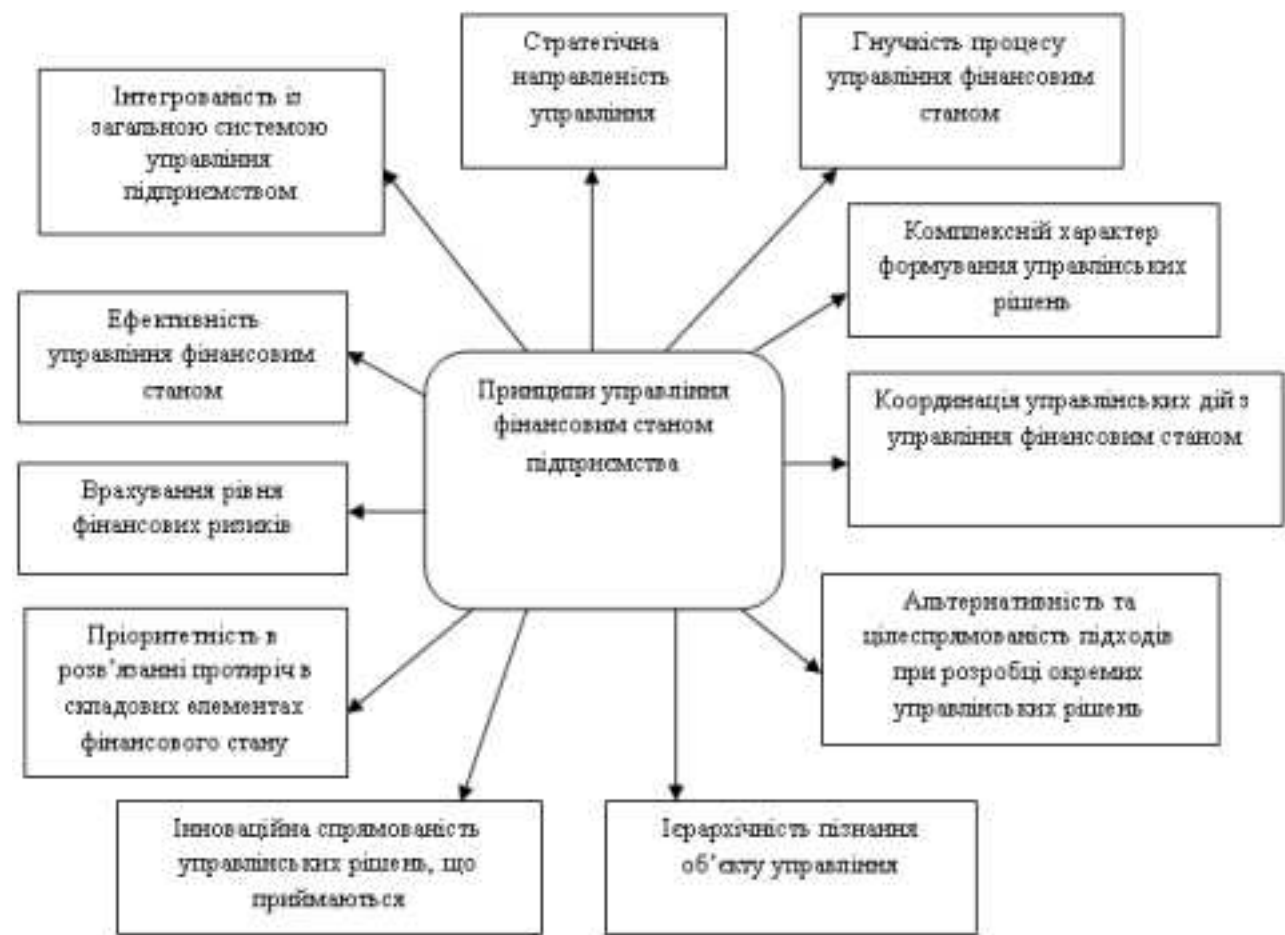 Стратегічна
направленість
управління
Гнучкість процесу
управління фінансовим
станом
Інтегрованість із
загальною системою
управління
підприємством
Комплексній характер
формування управлінських
рішень
Ефективність
управління фінансовим
станом
Принципи управління
фінансовим станом
підприємства
Координація управлінських дій з
управління фінансовим станом
Врахування рівня
фінансових ризиків
Альтернативність та
цілеспрямованість підходів
при розробці окремих
управлінських рішень
Пріоритетність в
розв’язанні протиріч в
складових елементах
фінансового стану
Інноваційна спрямованість
управлінських рішень, що
приймаються
Ієрархічність пізнання
об’єкту управління